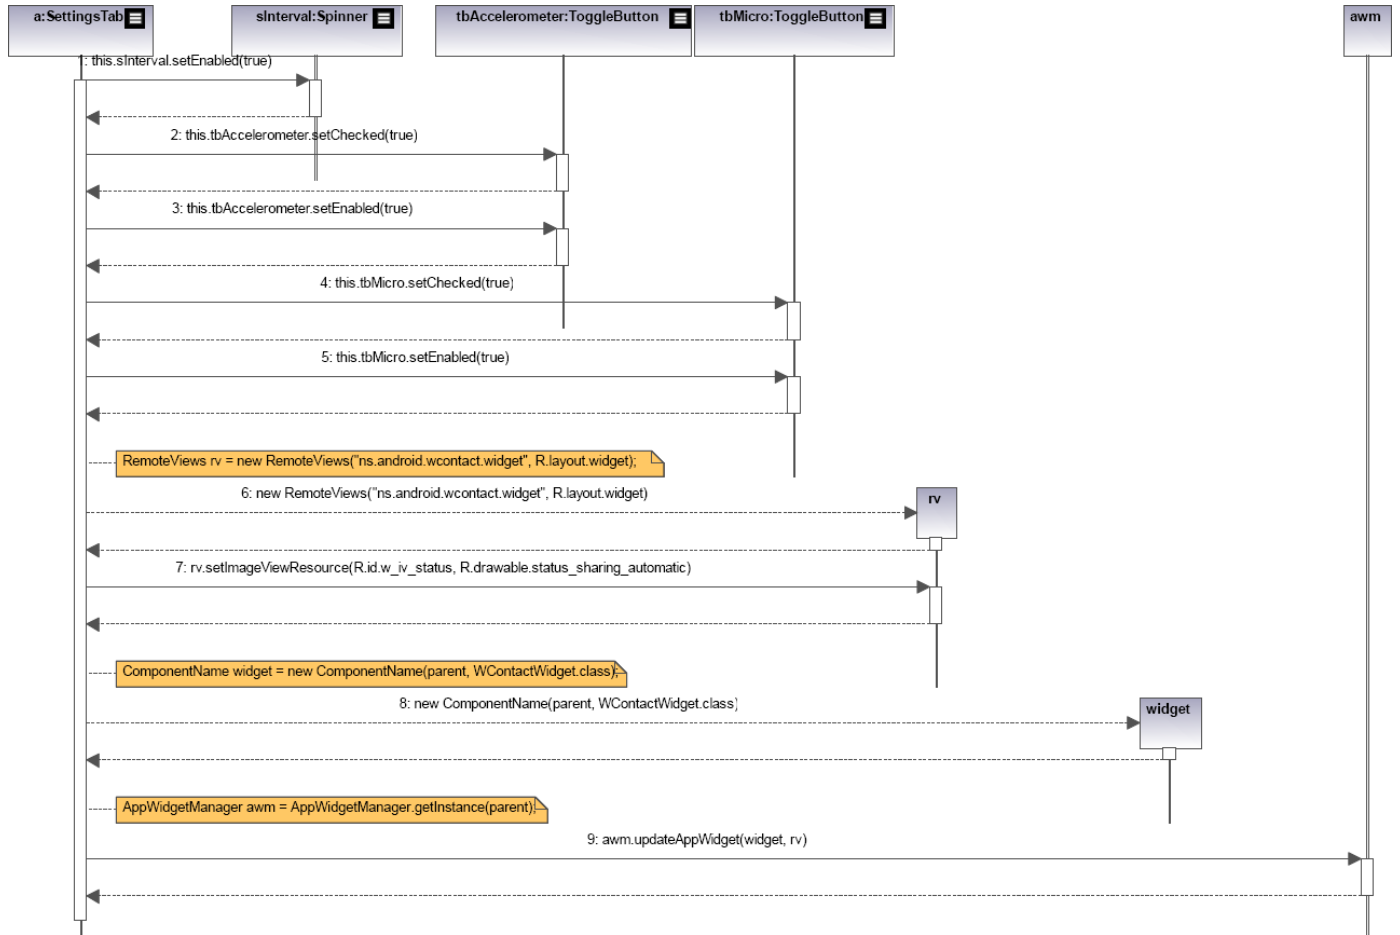 a:SettingsTab
sInterval:Spinner
tbAccelerometer:ToggleButton
tbMicro:ToggleButton
awm
1: this.sInterval.setEnabled(true)
2: this.tbAccelerometer.setChecked(true)
3: this.tbAccelerometer.setEnabled(true)
4: this.tbMicro.setChecked(true)
5: this.tbMicro.setEnabled(true)
RemoteViews rv = new RemoteViews("ns.android.wcontact.widget", R.layout.widget);
6: new RemoteViews("ns.android.wcontact.widget", R.layout.widget)
rv
7: rv.setImageViewResource(R.id.w_iv_status, R.drawable.status_sharing_automatic)
ComponentName widget = new ComponentName(parent, WContactWidget.class);
8: new ComponentName(parent, WContactWidget.class)
widget
AppWidgetManager awm = AppWidgetManager.getInstance(parent);
9: awm.updateAppWidget(widget, rv)